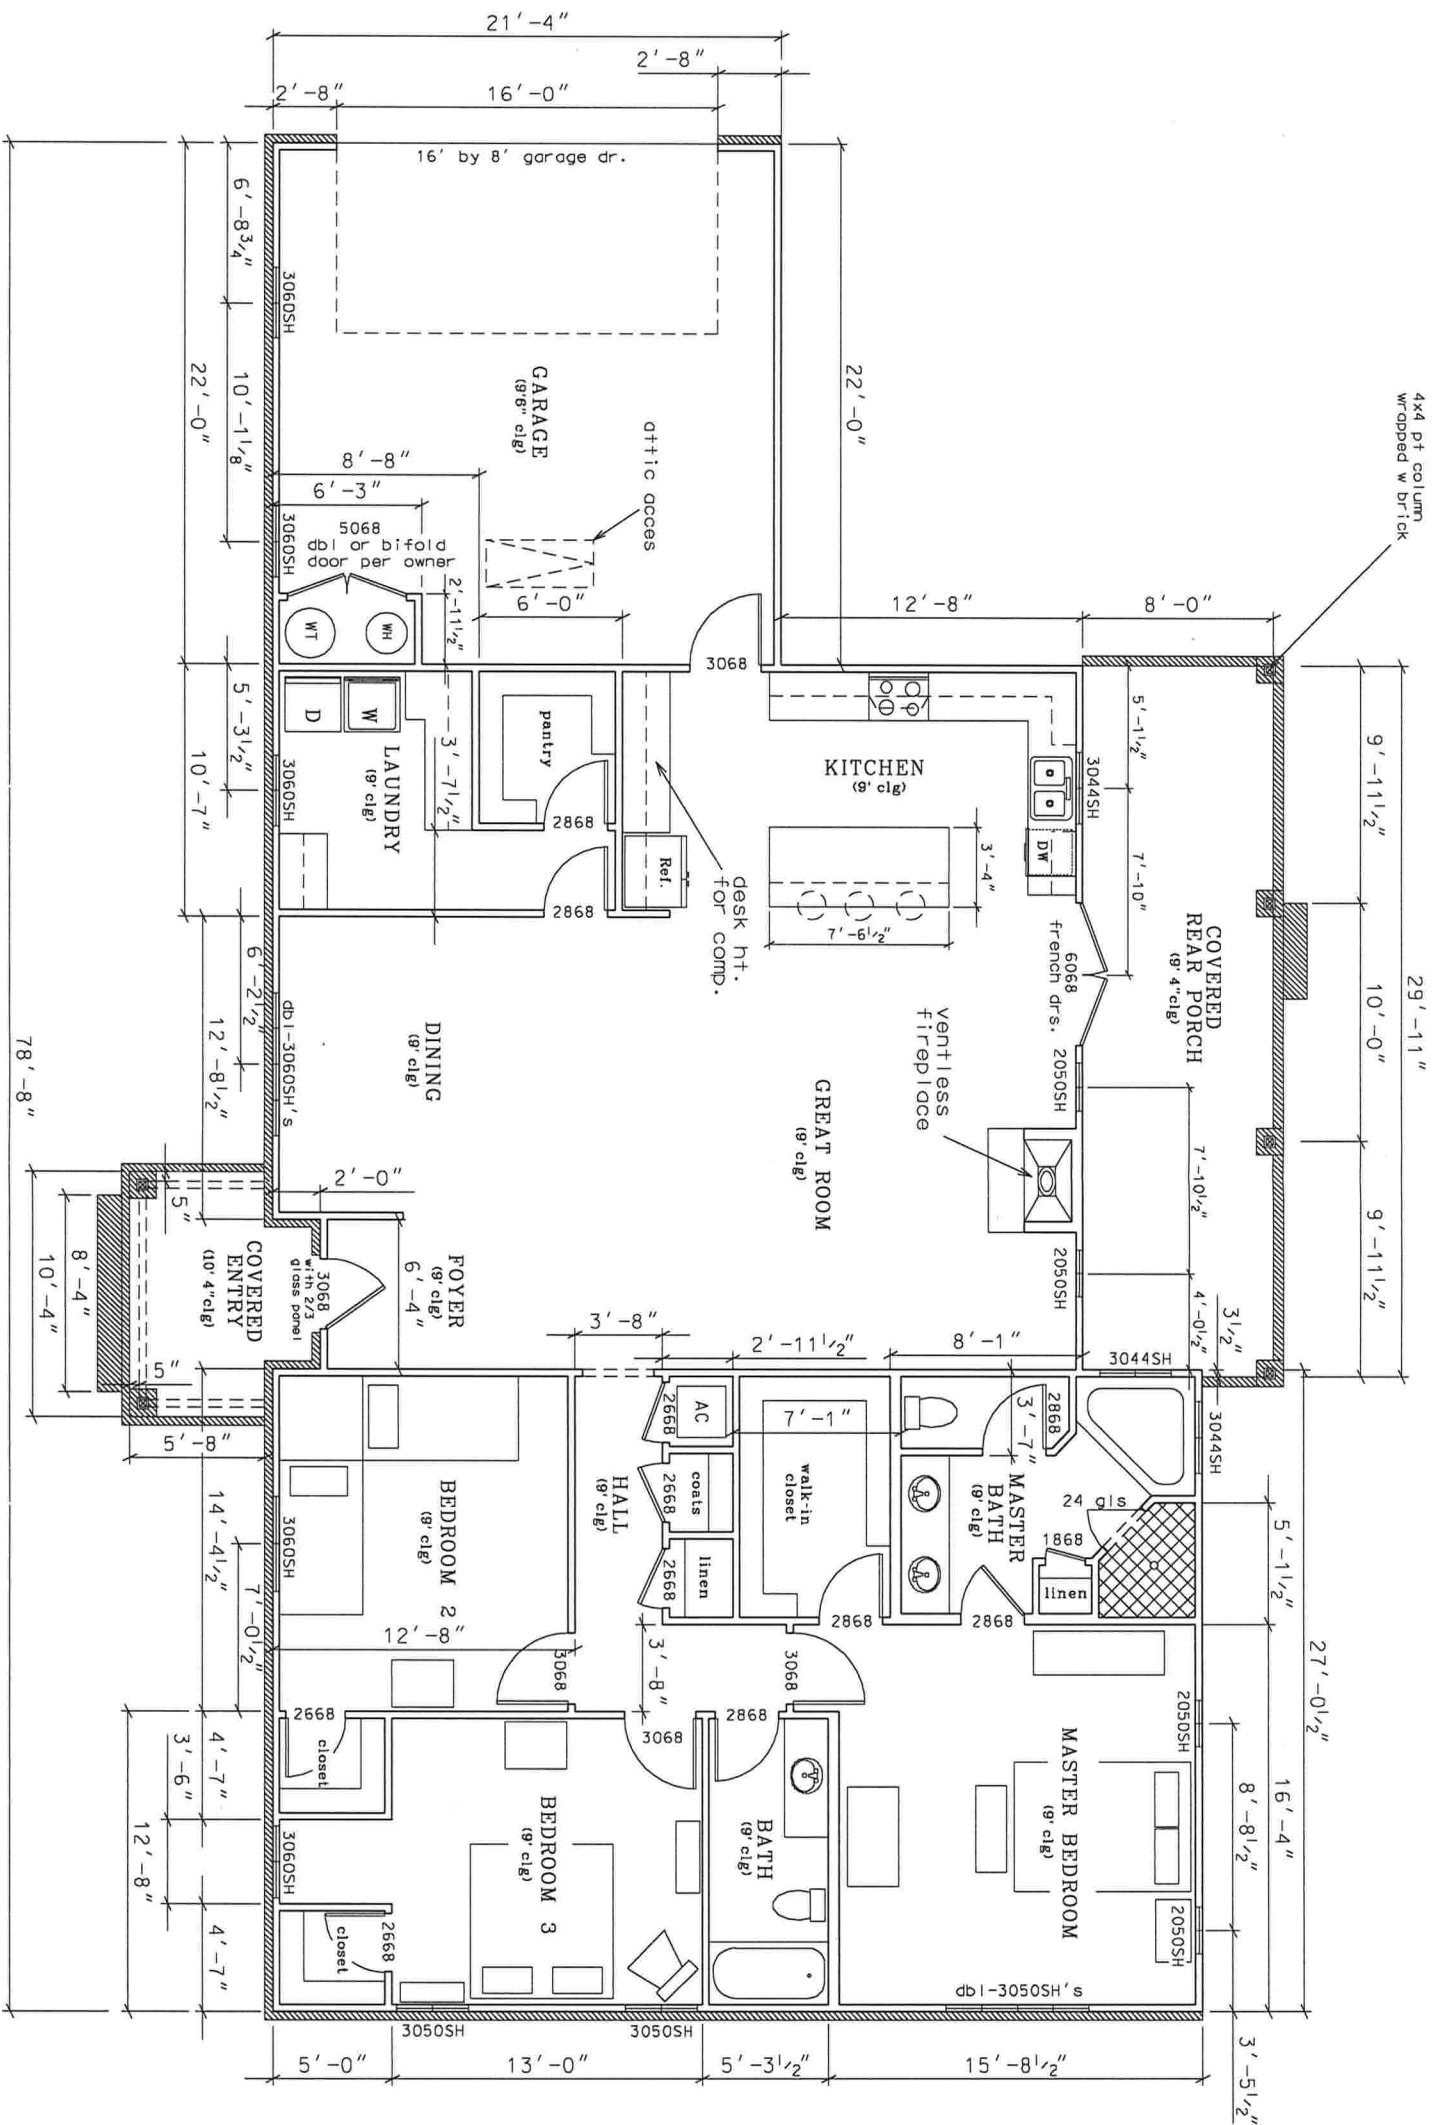 21'-4"
2'-8"
2'-8"
16'-0"
16' by 8' garage dr.
6'-8 3/4"
3060SH
22'-0"
10'-1 1/8"
22'-0"
GARAGE
(9'6" clg)
attic acces
8'-8"
6'-3"
5068
dbl or bifold
door per owner
3060SH
2'-11 1/2"
6'-0"
WT
WH
3068
12'-8"
8'-0"
4x4 pt column
wrapped w brick
5'-3 1/2"
10'-7"
3060SH
D
W
LAUNDRY
(9' clg)
3'-7 1/2"
pantry
2868
2868
Ref.
desk ht.
for comp.
KITCHEN
(9' clg)
3'-4"
7'-6 1/2"
DW
3044SH
5'-1 1/2"
7'-10"
6068
french drs.
COVERED
REAR PORCH
(9' 4"clg)
9'-11 1/2"
10'-0"
9'-11 1/2"
29'-11"
2050SH
7'-10 1/2"
ventless
fireplace
2050SH
4'-0 1/2"
3 1/2"
GREAT ROOM
(9' clg)
DINING
(9' clg)
6'-2 1/2"
12'-8 1/2"
dbl-3060SH's
78'-8"
2'-0"
5"
COVERED
ENTRY
(10' 4"clg)
3068
with 2/3
glass panel
FOYER
(9' clg)
6'-4"
8'-4"
10'-4"
5"
5'-8"
3'-8"
2'-11 1/2"
8'-1"
3044SH
3044SH
2668
AC
7'-1"
2868
3'-7"
MASTER
BATH
(9' clg)
24 gls
1868
linen
5'-1 1/2"
27'-0 1/2"
walk-in
closet
coats
2668
linen
2668
HALL
(9' clg)
BEDROOM 2
(9' clg)
3060SH
14'-4 1/2"
7'-0 1/2"
12'-8"
3068
3'-8"
3068
2868
2868
2668
closet
3068
2868
2050SH
MASTER BEDROOM
(9' clg)
8'-8 1/2"
16'-4"
2050SH
BATH
(9' clg)
BEDROOM 3
(9' clg)
4'-7"
3'-6"
3060SH
12'-8"
4'-7"
closet
2668
dbl-3050SH's
3050SH
3050SH
5'-0"
13'-0"
5'-3 1/2"
15'-8 1/2"
3'-5 1/2"